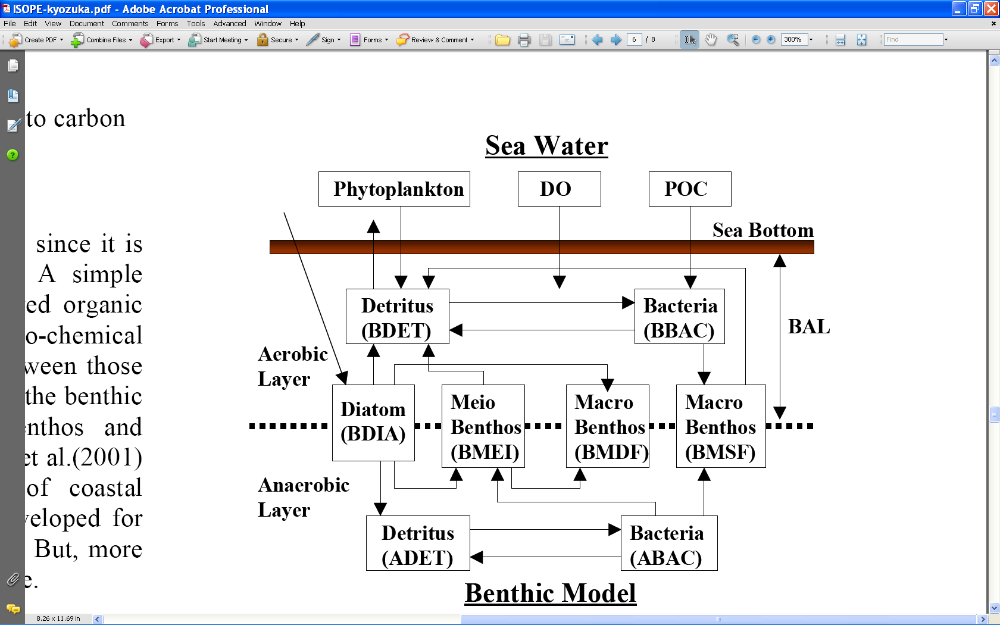 ISOPE-kyozuka.pdf - Adobe Acrobat Professional
File Edit View Document Comments Forms Tools Advanced Window Help
Create PDF Combine Files Export Start Meeting Secure Sign Forms Review & Comment 6 / 8 300% Find
to carbon
since it is
A simple
ed organic
o-chemical
ween those
the benthic
enthos and
et al.(2001)
of coastal
veloped for
But, more
e.
Sea Water
Phytoplankton
DO
POC
Sea Bottom
Detritus
(BDET)
Bacteria
(BBAC)
BAL
Aerobic
Layer
Diatom
(BDIA)
Meio
Benthos
(BMEI)
Macro
Benthos
(BMDF)
Macro
Benthos
(BMSF)
Anaerobic
Layer
Detritus
(ADET)
Bacteria
(ABAC)
Benthic Model
8.26 x 11.69 in